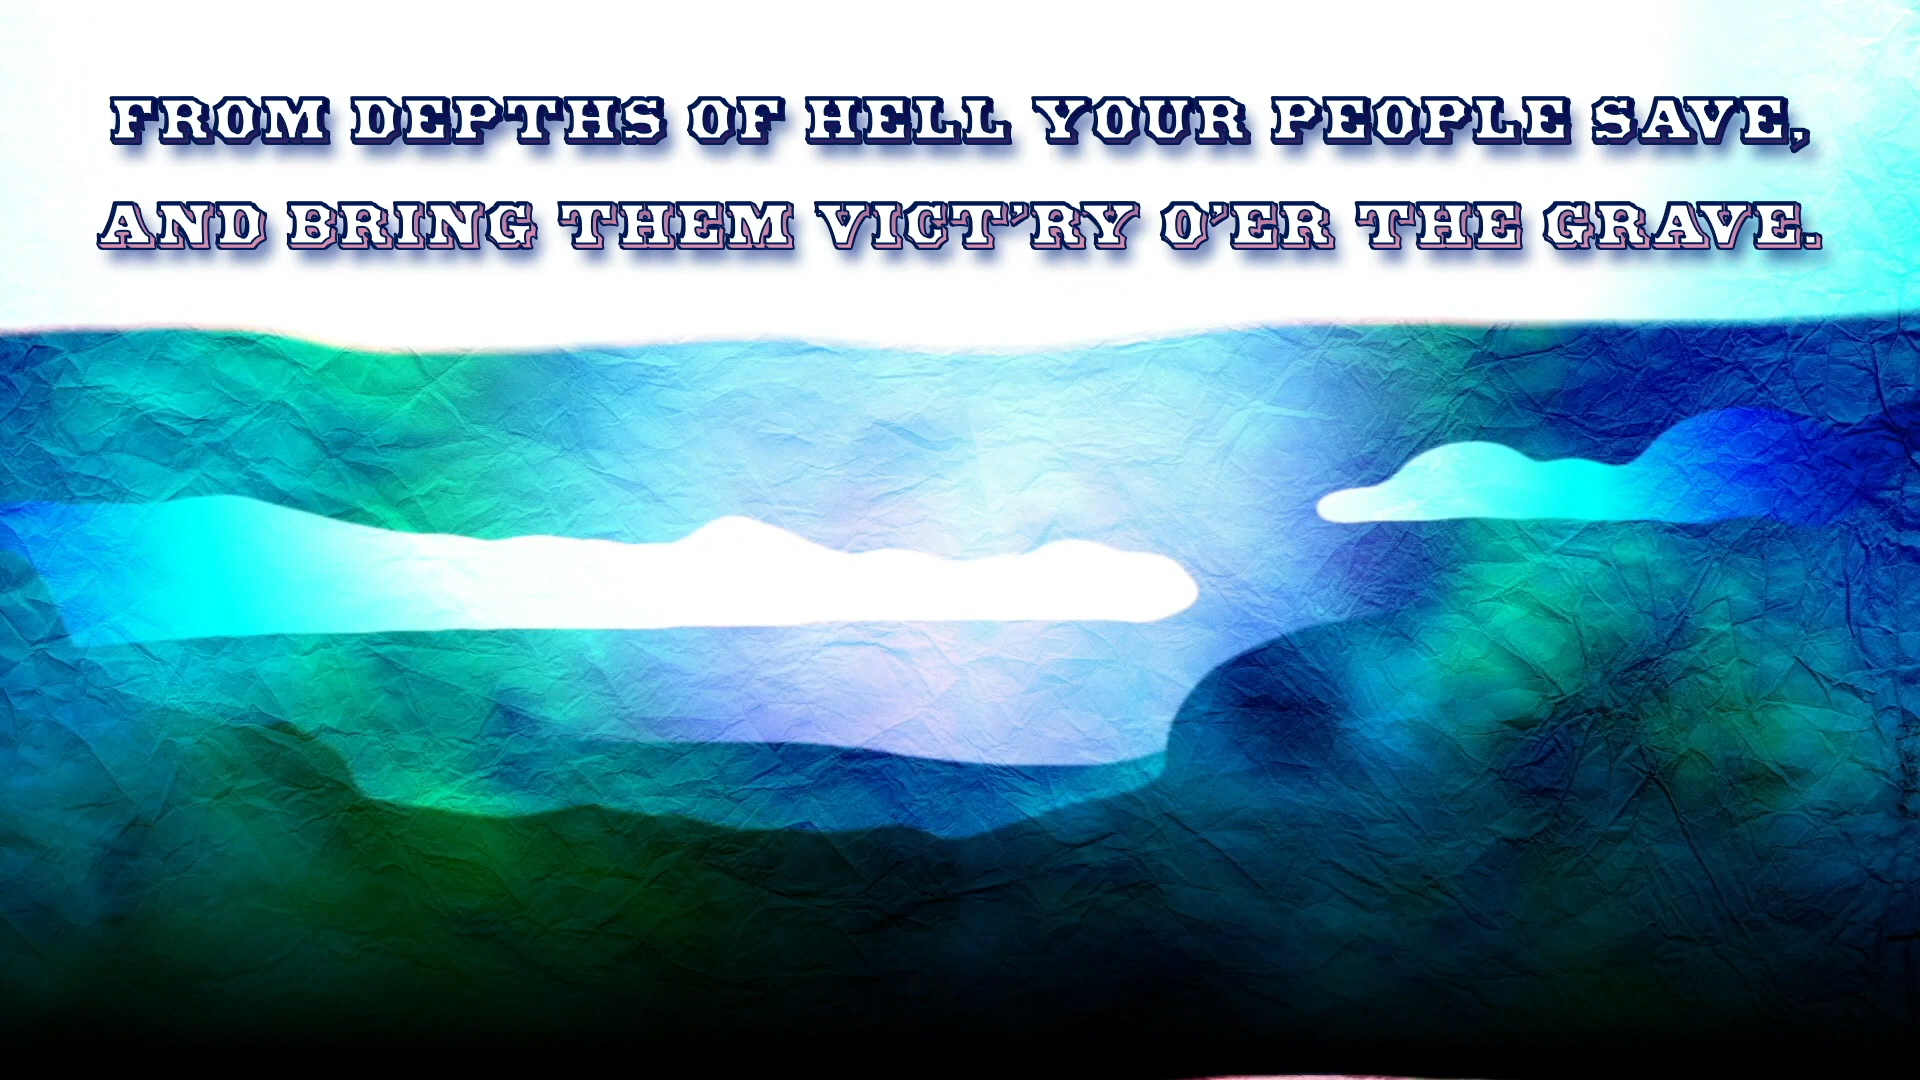 FROM DEPTHS OF HELL YOUR PEOPLE SAVE,
AND BRING THEM VICT'RY O'ER THE GRAVE.